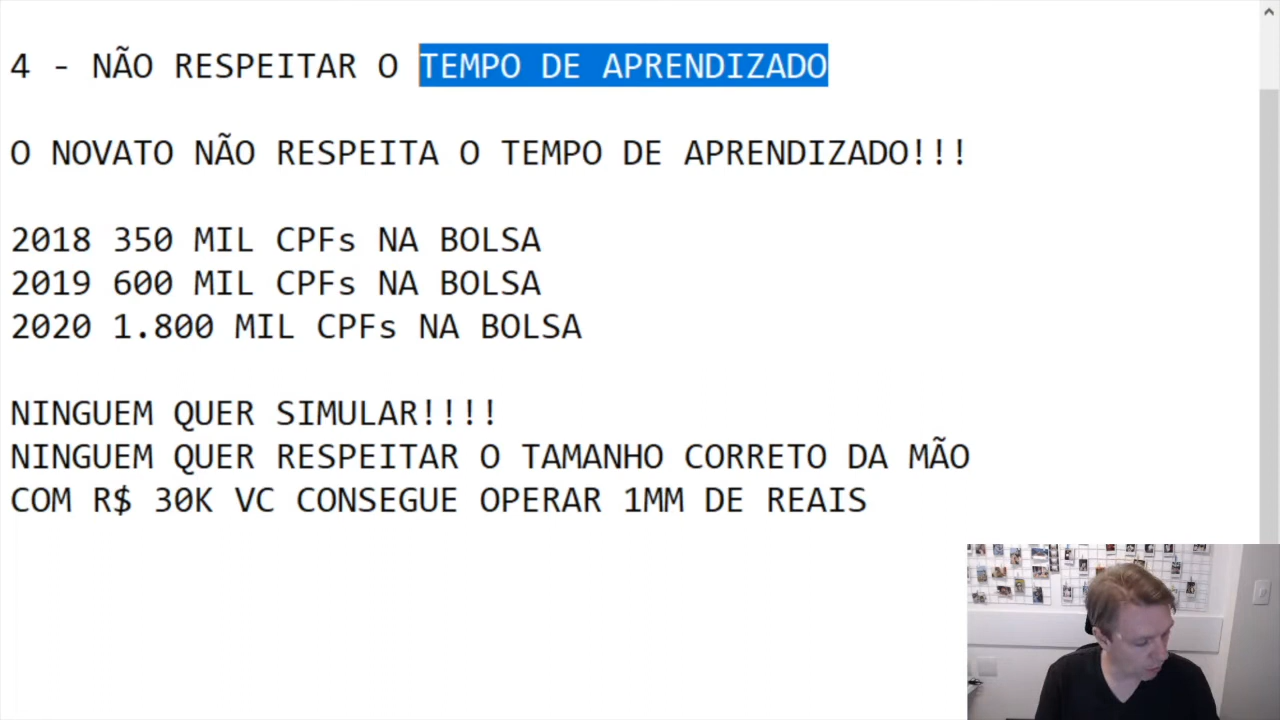 4 - NÃO RESPEITAR O TEMPO DE APRENDIZADO
O NOVATO NÃO RESPEITA O TEMPO DE APRENDIZADO!!!
2018 350 MIL CPFs NA BOLSA
2019 600 MIL CPFs NA BOLSA
2020 1.800 MIL CPFs NA BOLSA
NINGUEM QUER SIMULAR!!!!
NINGUEM QUER RESPEITAR O TAMANHO CORRETO DA MÃO
COM R$ 30K VC CONSEGUE OPERAR 1MM DE REAIS